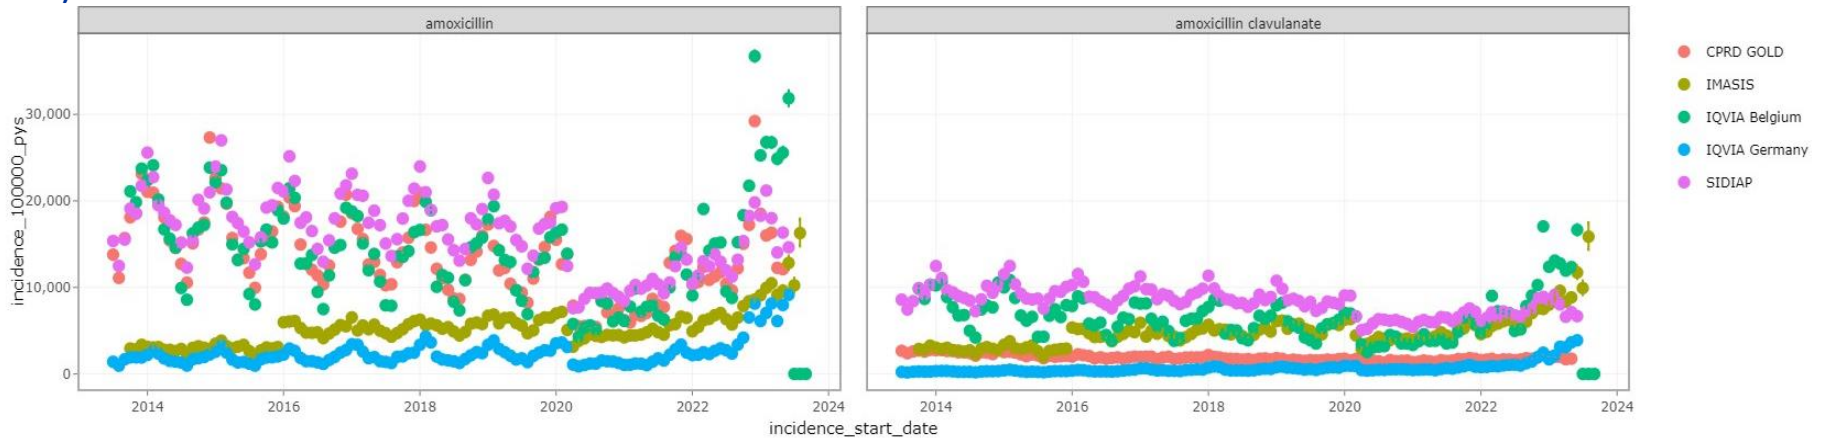 amoxicillin
amoxicillin clavulanate
incidence_100000_pys
30,000
20,000
10,000
0
2014
2016
2018
2020
2022
2024
2014
2016
2018
2020
2022
2024
incidence_start_date
CPRD GOLD
IMASIS
IQVIA Belgium
IQVIA Germany
SIDIAP